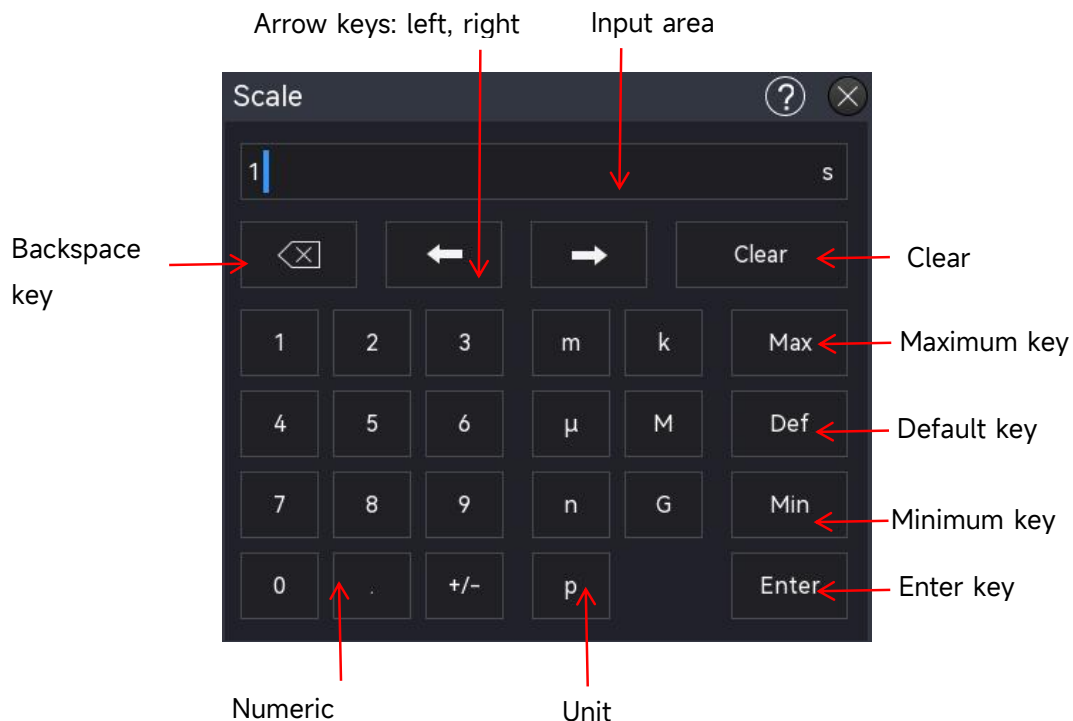 Arrow keys: left, right Input area
Scale ?
1 s
Backspace
key
Clear Clear
1 2 3 m k Max Maximum key
4 5 6 μ M Def Default key
7 8 9 n G Min Minimum key
0 . +/- p Enter Enter key
Numeric Unit